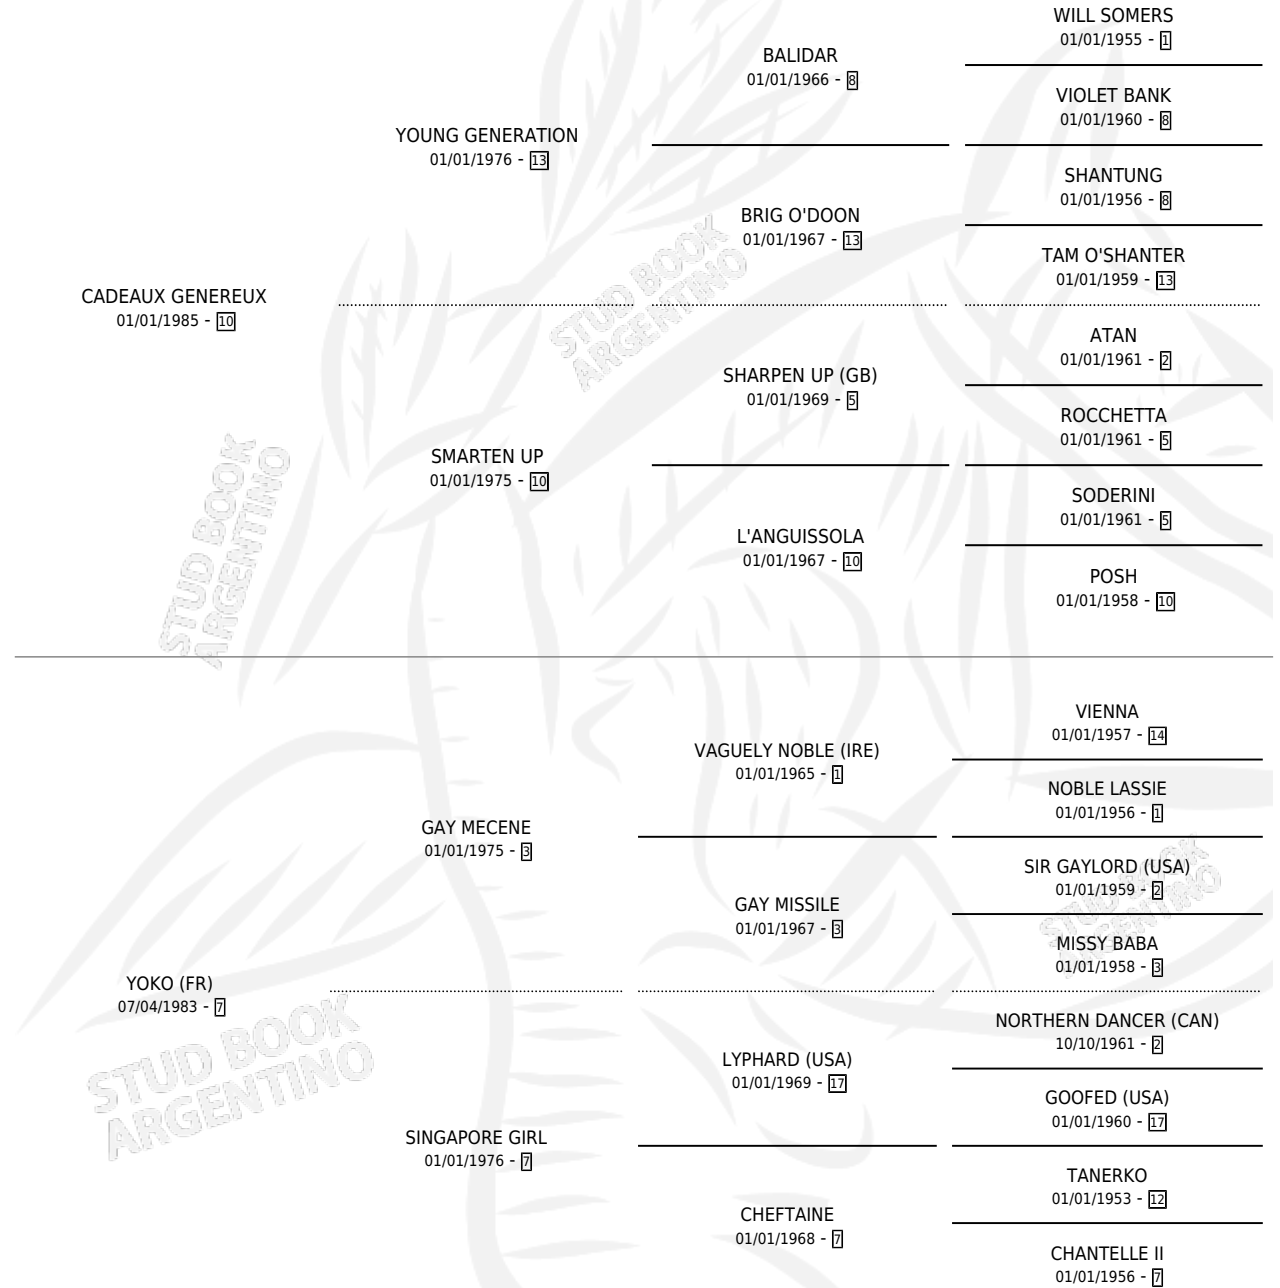 WILL SOMERS
01/01/1955 - 1
BALIDAR
01/01/1966 - 8
VIOLET BANK
01/01/1960 - 8
YOUNG GENERATION
01/01/1976 - 13
SHANTUNG
01/01/1956 - 8
BRIG O'DOON
01/01/1967 - 13
TAM O'SHANTER
01/01/1959 - 13
CADEAUX GENEREUX
01/01/1985 - 10
ATAN
01/01/1961 - 2
SHARPEN UP (GB)
01/01/1969 - 5
ROCCHETTA
01/01/1961 - 5
SMARTEN UP
01/01/1975 - 10
SODERINI
01/01/1961 - 5
L'ANGUISSOLA
01/01/1967 - 10
POSH
01/01/1958 - 10
VIENNA
01/01/1957 - 14
VAGUELY NOBLE (IRE)
01/01/1965 - 1
NOBLE LASSIE
01/01/1956 - 1
GAY MECENE
01/01/1975 - 3
SIR GAYLORD (USA)
01/01/1959 - 2
GAY MISSILE
01/01/1967 - 3
MISSY BABA
01/01/1958 - 3
YOKO (FR)
07/04/1983 - 7
NORTHERN DANCER (CAN)
10/10/1961 - 2
LYPHARD (USA)
01/01/1969 - 17
GOOFED (USA)
01/01/1960 - 17
SINGAPORE GIRL
01/01/1976 - 7
TANERKO
01/01/1953 - 12
CHEFTAINE
01/01/1968 - 7
CHANTELLE II
01/01/1956 - 7
STUD BOOK
ARGENTINO
STUD BOOK
ARGENTINO
STUD BOOK
ARGENTINO
STUD BOOK
ARGENTINO